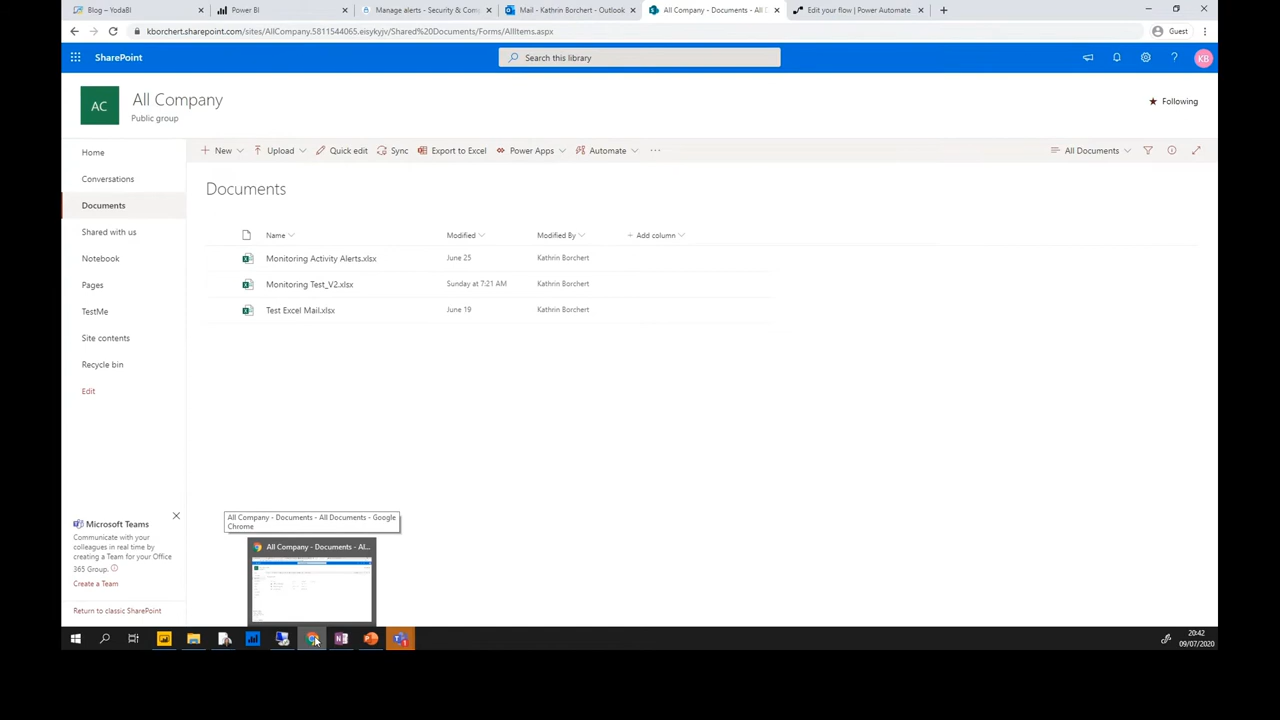 Blog – YodaBI
Power BI
Manage alerts - Security & Com
Mail - Kathrin Borchert - Outlook
All Company - Documents - All D
Edit your flow | Power Automate
kborchert.sharepoint.com/sites/AllCompany.5811544065.eisykyjv/Shared%20Documents/Forms/AllItems.aspx
Guest
SharePoint
Search this library
KB
AC
All Company
Public group
Following
Home
Conversations
Documents
Shared with us
Notebook
Pages
TestMe
Site contents
Recycle bin
Edit
New
Upload
Quick edit
Sync
Export to Excel
Power Apps
Automate
All Documents
Documents
Name
Modified
Modified By
Add column
Monitoring Activity Alerts.xlsx
June 25
Kathrin Borchert
Monitoring Test_V2.xlsx
Sunday at 7:21 AM
Kathrin Borchert
Test Excel Mail.xlsx
June 19
Kathrin Borchert
Microsoft Teams
Communicate with your
colleagues in real time by
creating a Team for your Office
365 Group.
Create a Team
Return to classic SharePoint
All Company - Documents - All Documents - Google
Chrome
All Company - Documents - Al...
20:42
09/07/2020